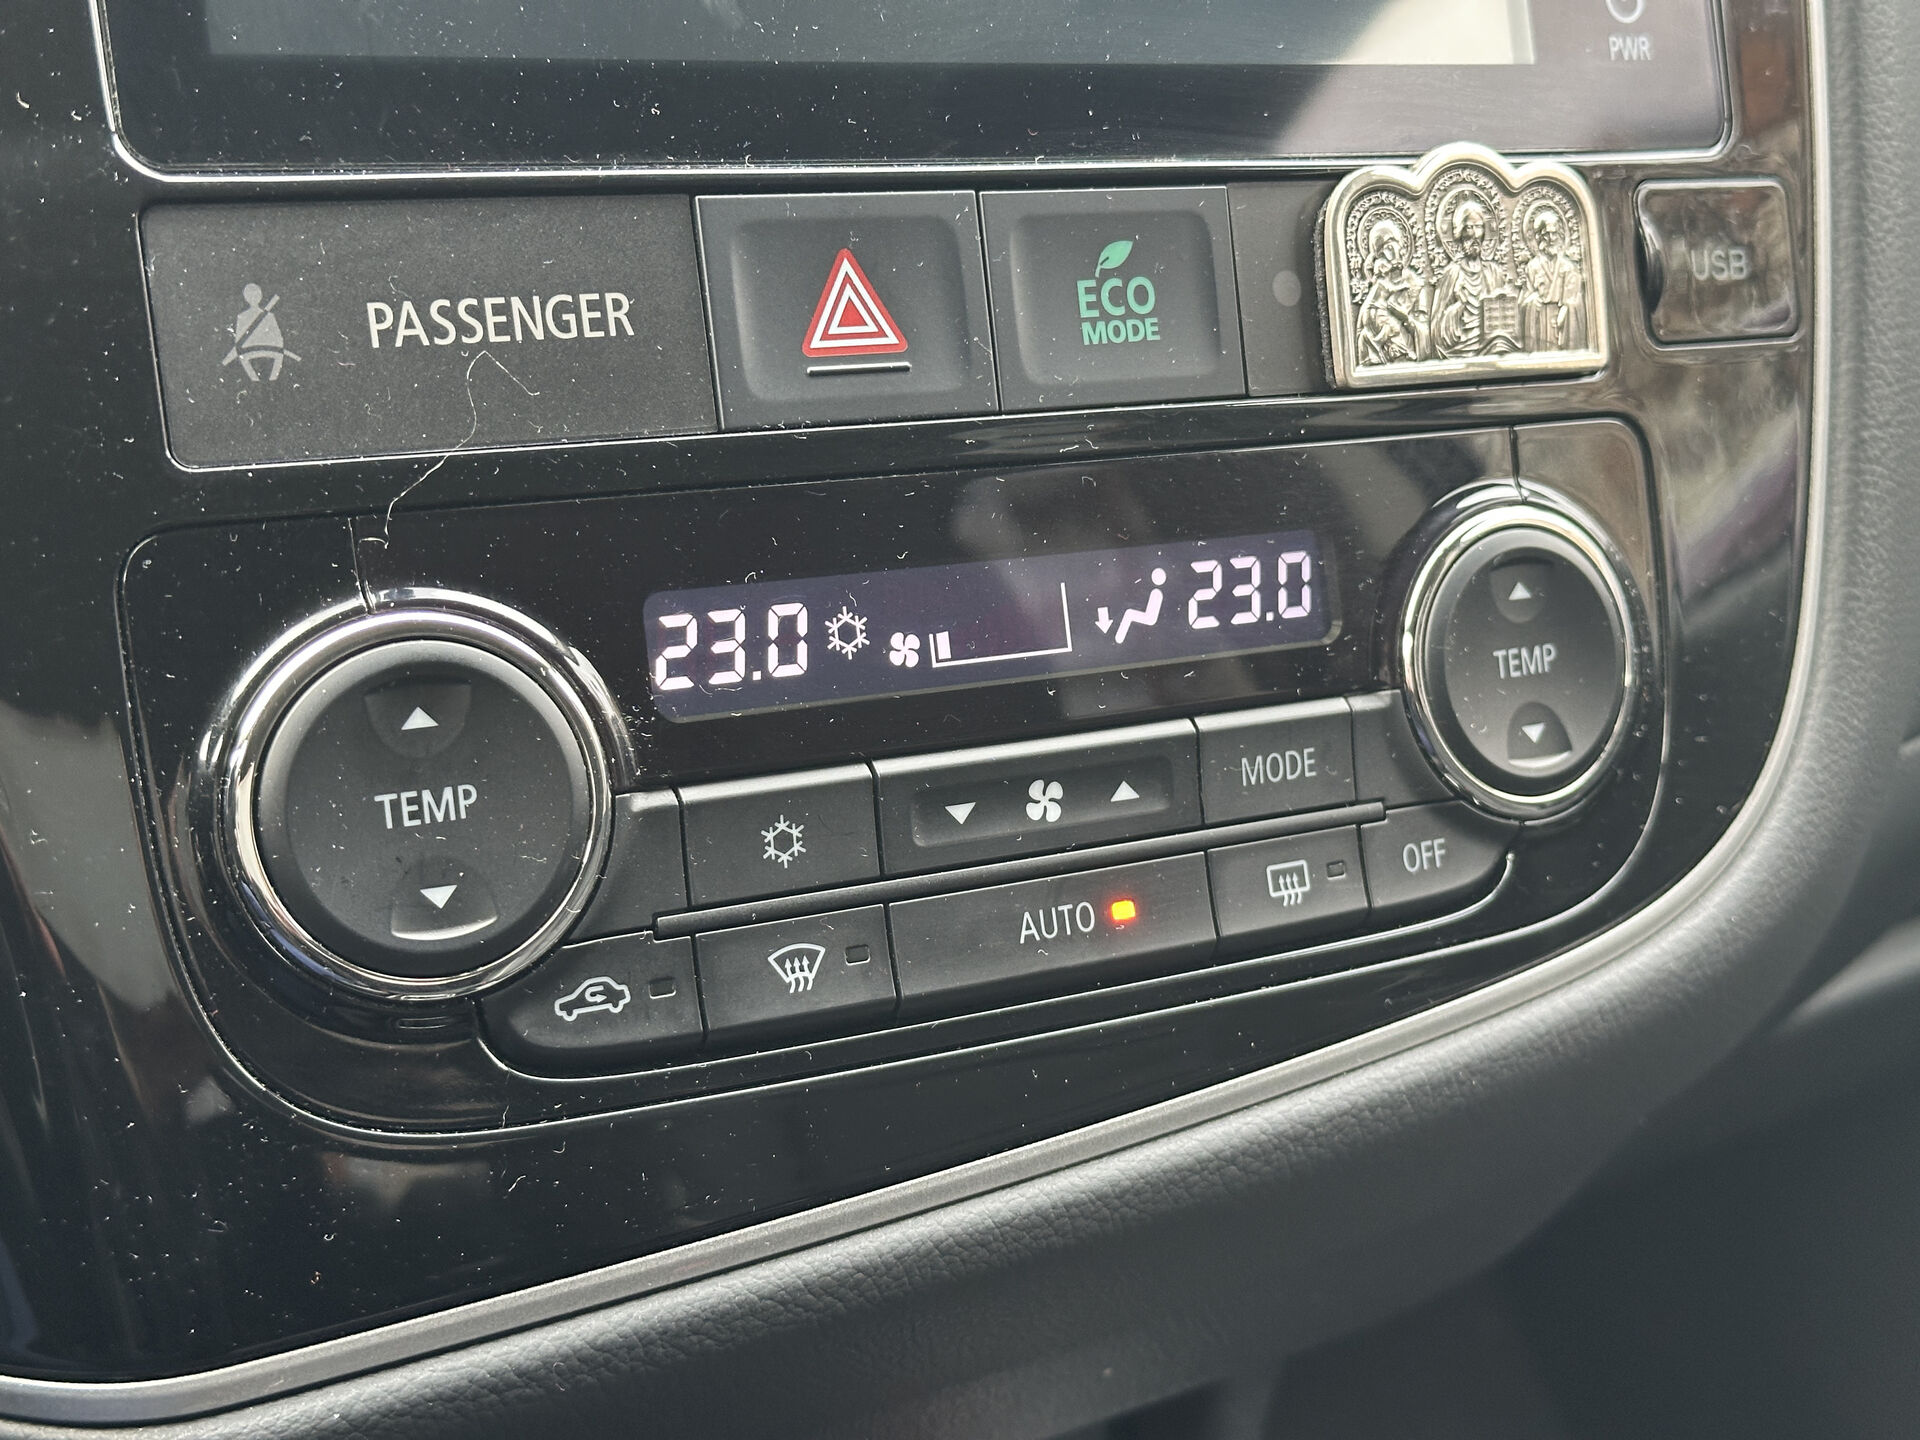 PWR
PASSENGER
ECO
MODE
USB
23.0
23.0
TEMP
TEMP
MODE
AUTO
OFF